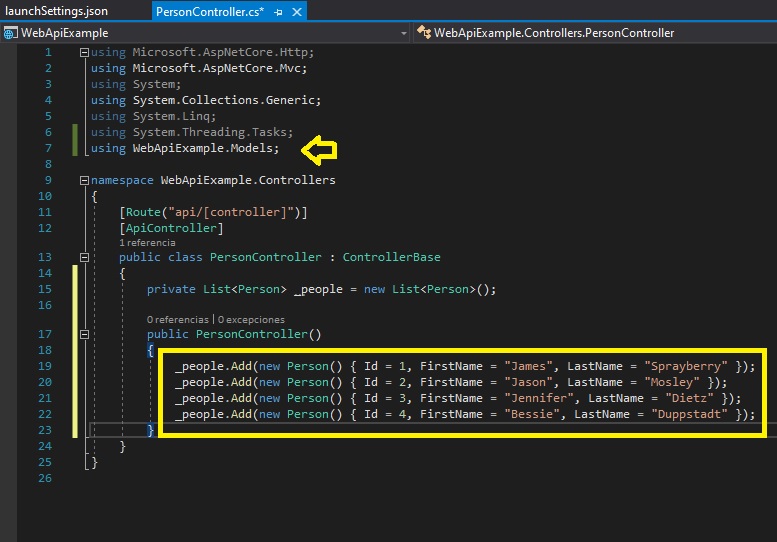 launchSettings.json
PersonController.cs*
WebApiExample
WebApiExample.Controllers.PersonController
1 using Microsoft.AspNetCore.Http;
2 using Microsoft.AspNetCore.Mvc;
3 using System;
4 using System.Collections.Generic;
5 using System.Linq;
6 using System.Threading.Tasks;
7 using WebApiExample.Models;
8
9 namespace WebApiExample.Controllers
10 {
11 [Route("api/[controller]")]
12 [ApiController]
1 referencia
13 public class PersonController : ControllerBase
14 {
15 private List<Person> _people = new List<Person>();
16
0 referencias | 0 excepciones
17 public PersonController()
18 {
19 _people.Add(new Person() { Id = 1, FirstName = "James", LastName = "Sprayberry" });
20 _people.Add(new Person() { Id = 2, FirstName = "Jason", LastName = "Mosley" });
21 _people.Add(new Person() { Id = 3, FirstName = "Jennifer", LastName = "Dietz" });
22 _people.Add(new Person() { Id = 4, FirstName = "Bessie", LastName = "Duppstadt" });
23 }
24 }
25 }
26